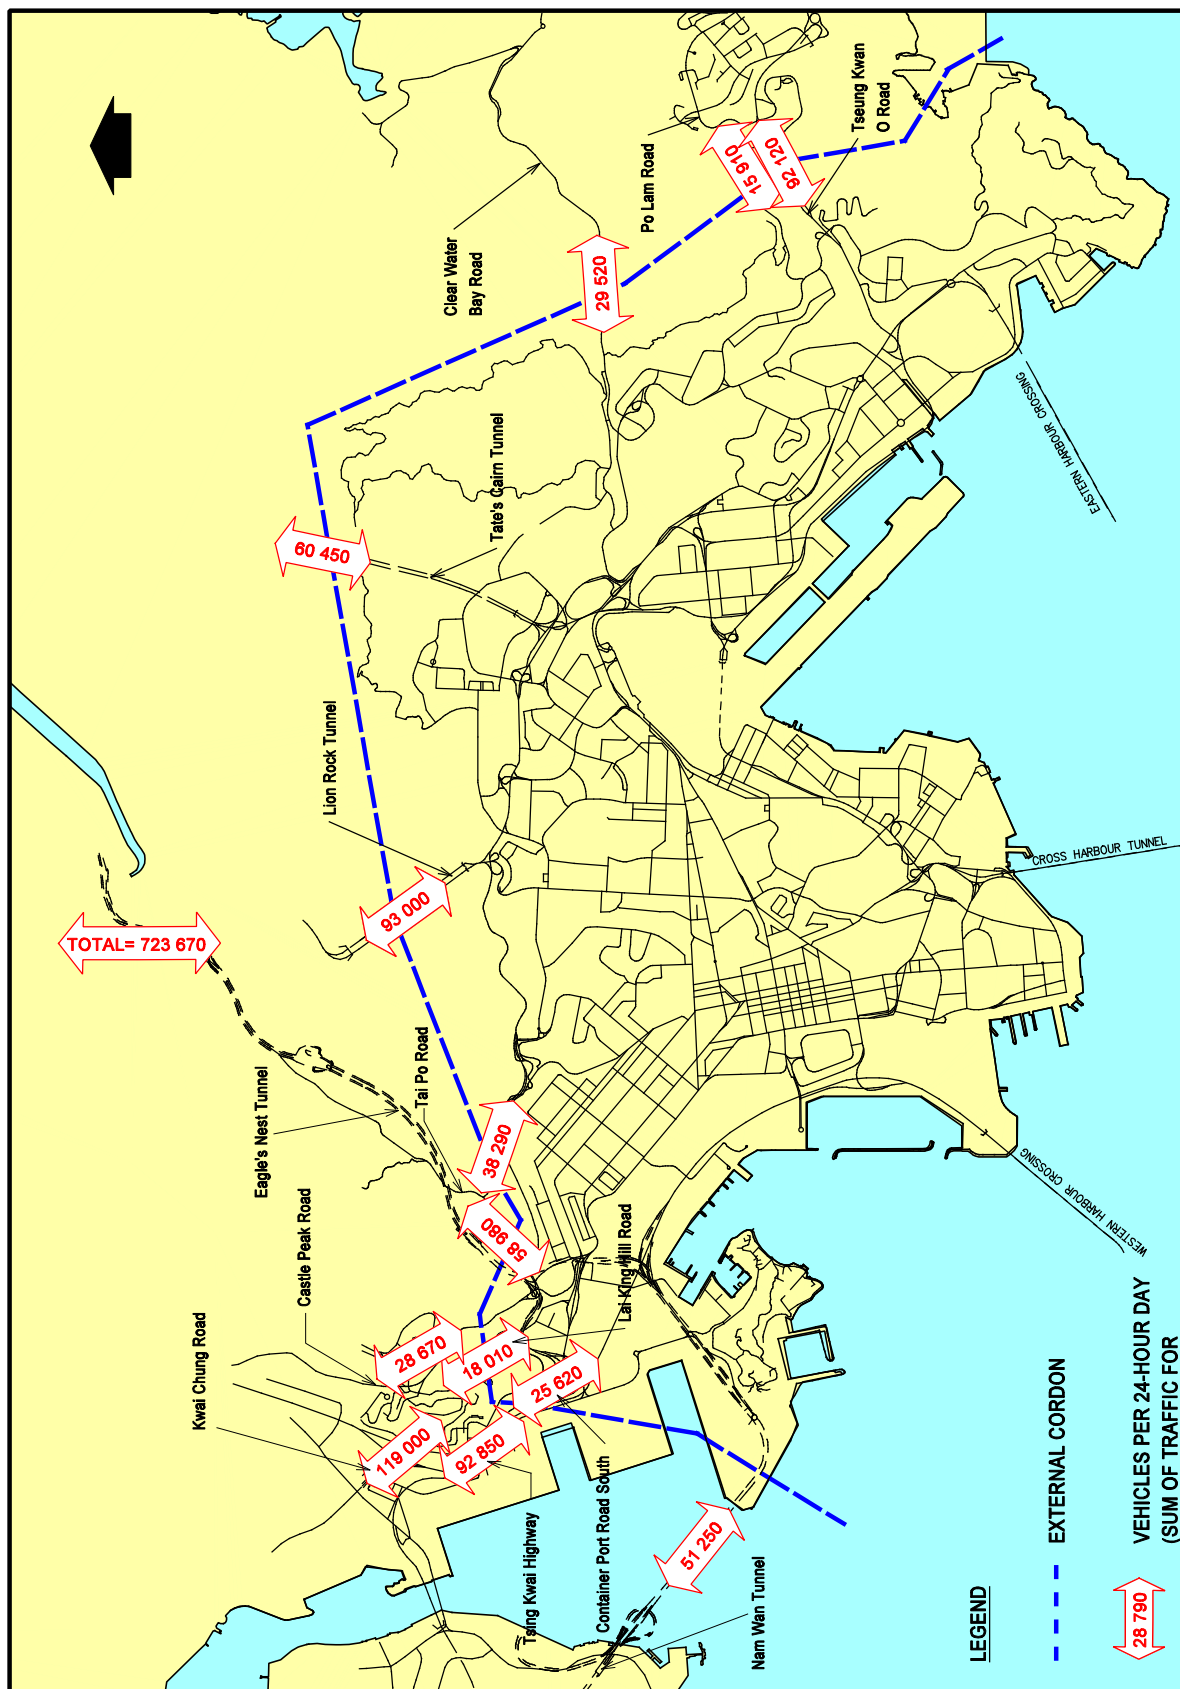 Tseung Kwan
O Road
Po Lam Road
15 910
92 120
Clear Water
Bay Road
29 520
EASTERN HARBOUR CROSSING
Tate's Cairn Tunnel
60 450
Lion Rock Tunnel
93 000
CROSS HARBOUR TUNNEL
TOTAL= 723 670
Tai Po Road
Eagle's Nest Tunnel
38 290
58 980
WESTERN HARBOUR CROSSING
Castle Peak Road
Kwai Chung Road
Lai King Hill Road
28 670
18 010
25 620
119 000
92 850
Tsing Kwai Highway
Container Port Road South
51 250
Nam Wan Tunnel
LEGEND
EXTERNAL CORDON
28 790
VEHICLES PER 24-HOUR DAY
(SUM OF TRAFFIC FOR